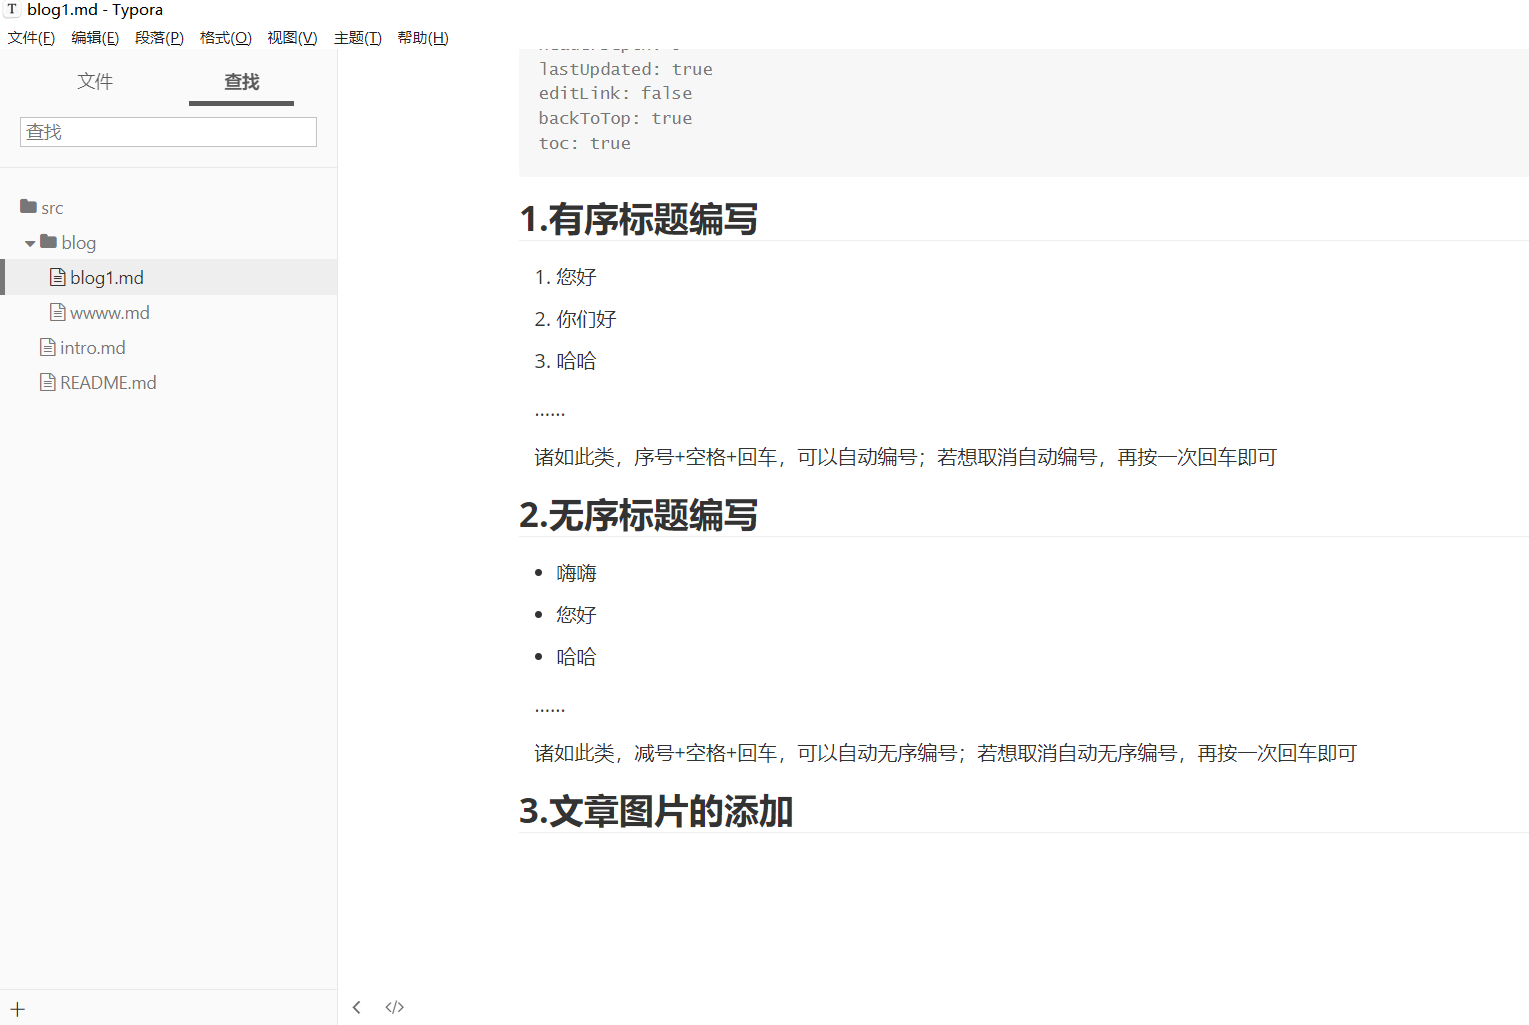 blog1.md - Typora
文件(F) 编辑(E) 段落(P) 格式(O) 视图(V) 主题(T) 帮助(H)
文件 查找
查找
src
blog
blog1.md
wwww.md
intro.md
README.md
lastUpdated: true
editLink: false
backToTop: true
toc: true
1.有序标题编写
1. 您好
2. 你们好
3. 哈哈
……
诸如此类，序号+空格+回车，可以自动编号；若想取消自动编号，再按一次回车即可
2.无序标题编写
• 嗨嗨
• 您好
• 哈哈
……
诸如此类，减号+空格+回车，可以自动无序编号；若想取消自动无序编号，再按一次回车即可
3.文章图片的添加